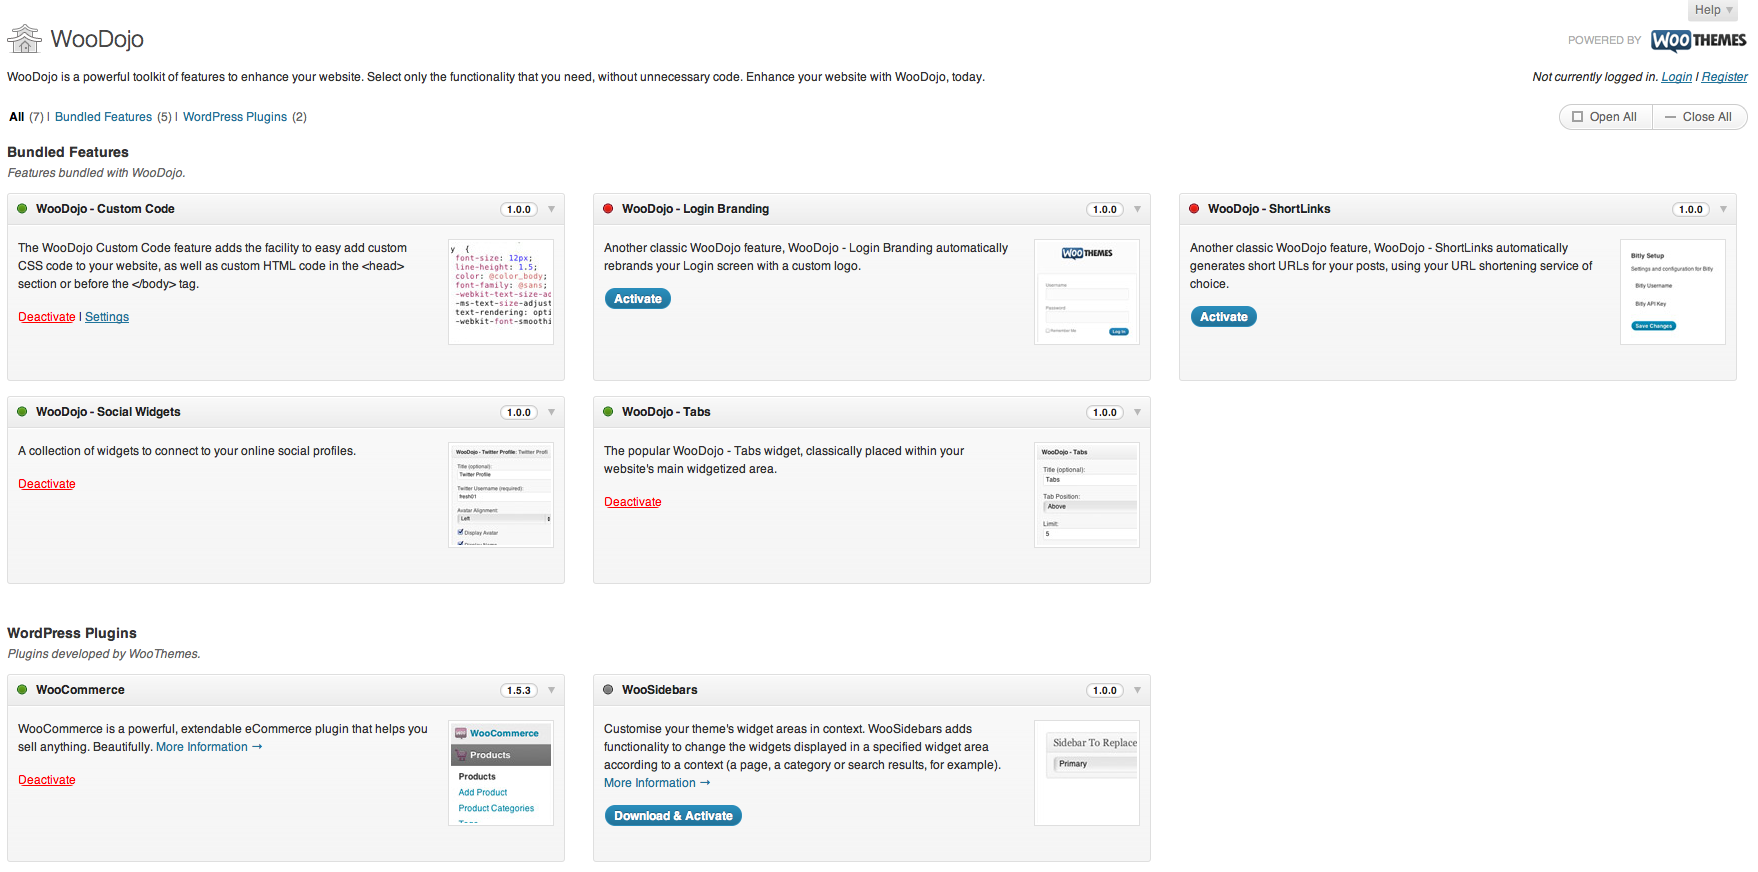 Help
WooDojo
POWERED BY WOOTHEMES
WooDojo is a powerful toolkit of features to enhance your website. Select only the functionality that you need, without unnecessary code. Enhance your website with WooDojo, today.
Not currently logged in. Login | Register
All (7) | Bundled Features (5) | WordPress Plugins (2)
Open All
Close All
Bundled Features
Features bundled with WooDojo.
WooDojo - Custom Code
1.0.0
The WooDojo Custom Code feature adds the facility to easy add custom
CSS code to your website, as well as custom HTML code in the <head>
section or before the </body> tag.
Deactivate | Settings
y {
font-size: 12px;
line-height: 1.5;
color: @color_body;
font-family: @sans;
-webkit-text-size-ad
-ms-text-size-adjust
text-rendering: opti
-webkit-font-smoothi
WooDojo - Login Branding
1.0.0
Another classic WooDojo feature, WooDojo - Login Branding automatically
rebrands your Login screen with a custom logo.
Activate
WOOTHEMES
Username
Password
Remember Me
Log In
WooDojo - ShortLinks
1.0.0
Another classic WooDojo feature, WooDojo - ShortLinks automatically
generates short URLs for your posts, using your URL shortening service of
choice.
Activate
Bitly Setup
Settings and configuration for Bitly
Bitly Username
Bitly API Key
Save Changes
WooDojo - Social Widgets
1.0.0
A collection of widgets to connect to your online social profiles.
Deactivate
WooDojo - Twitter Profile: Twitter Profi
Title (optional):
Twitter Profile
Twitter Username (required):
fresh01
Avatar Alignment:
Left
Display Avatar
Display Name
WooDojo - Tabs
1.0.0
The popular WooDojo - Tabs widget, classically placed within your
website's main widgetized area.
Deactivate
WooDojo - Tabs
Title (optional):
Tabs
Tab Position:
Above
Limit:
5
WordPress Plugins
Plugins developed by WooThemes.
WooCommerce
1.5.3
WooCommerce is a powerful, extendable eCommerce plugin that helps you
sell anything. Beautifully. More Information →
Deactivate
WooCommerce
Products
Products
Add Product
Product Categories
Tags
WooSidebars
1.0.0
Customise your theme's widget areas in context. WooSidebars adds
functionality to change the widgets displayed in a specified widget area
according to a context (a page, a category or search results, for example).
More Information →
Download & Activate
Sidebar To Replace
Primary